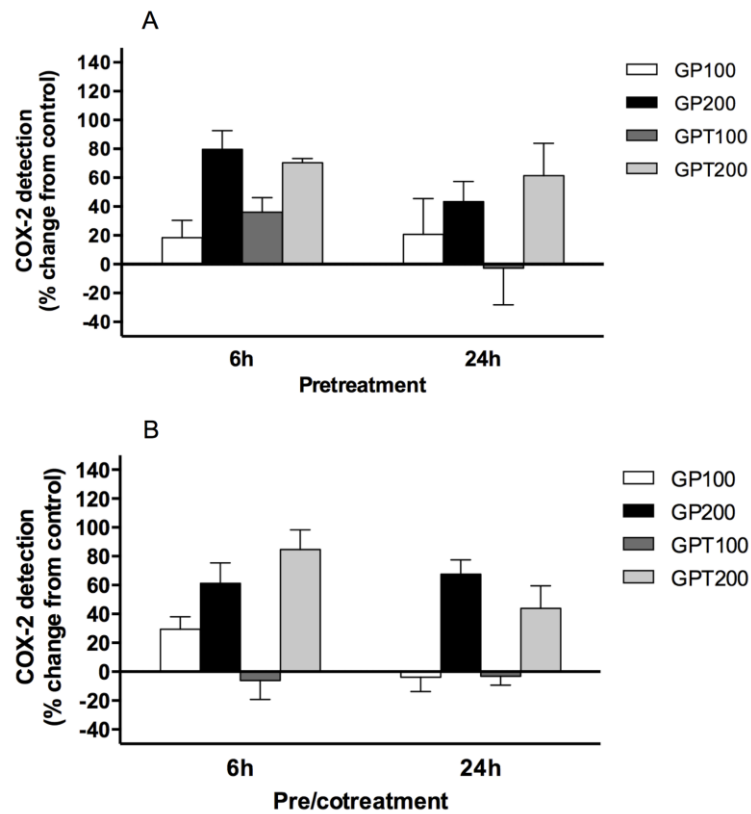 A
COX-2 detection
(% change from control)
140
120
100
80
60
40
20
0
-20
-40
6h
24h
Pretreatment
GP100
GP200
GPT100
GPT200
B
COX-2 detection
(% change from control)
140
120
100
80
60
40
20
0
-20
-40
6h
24h
Pre/cotreatment
GP100
GP200
GPT100
GPT200